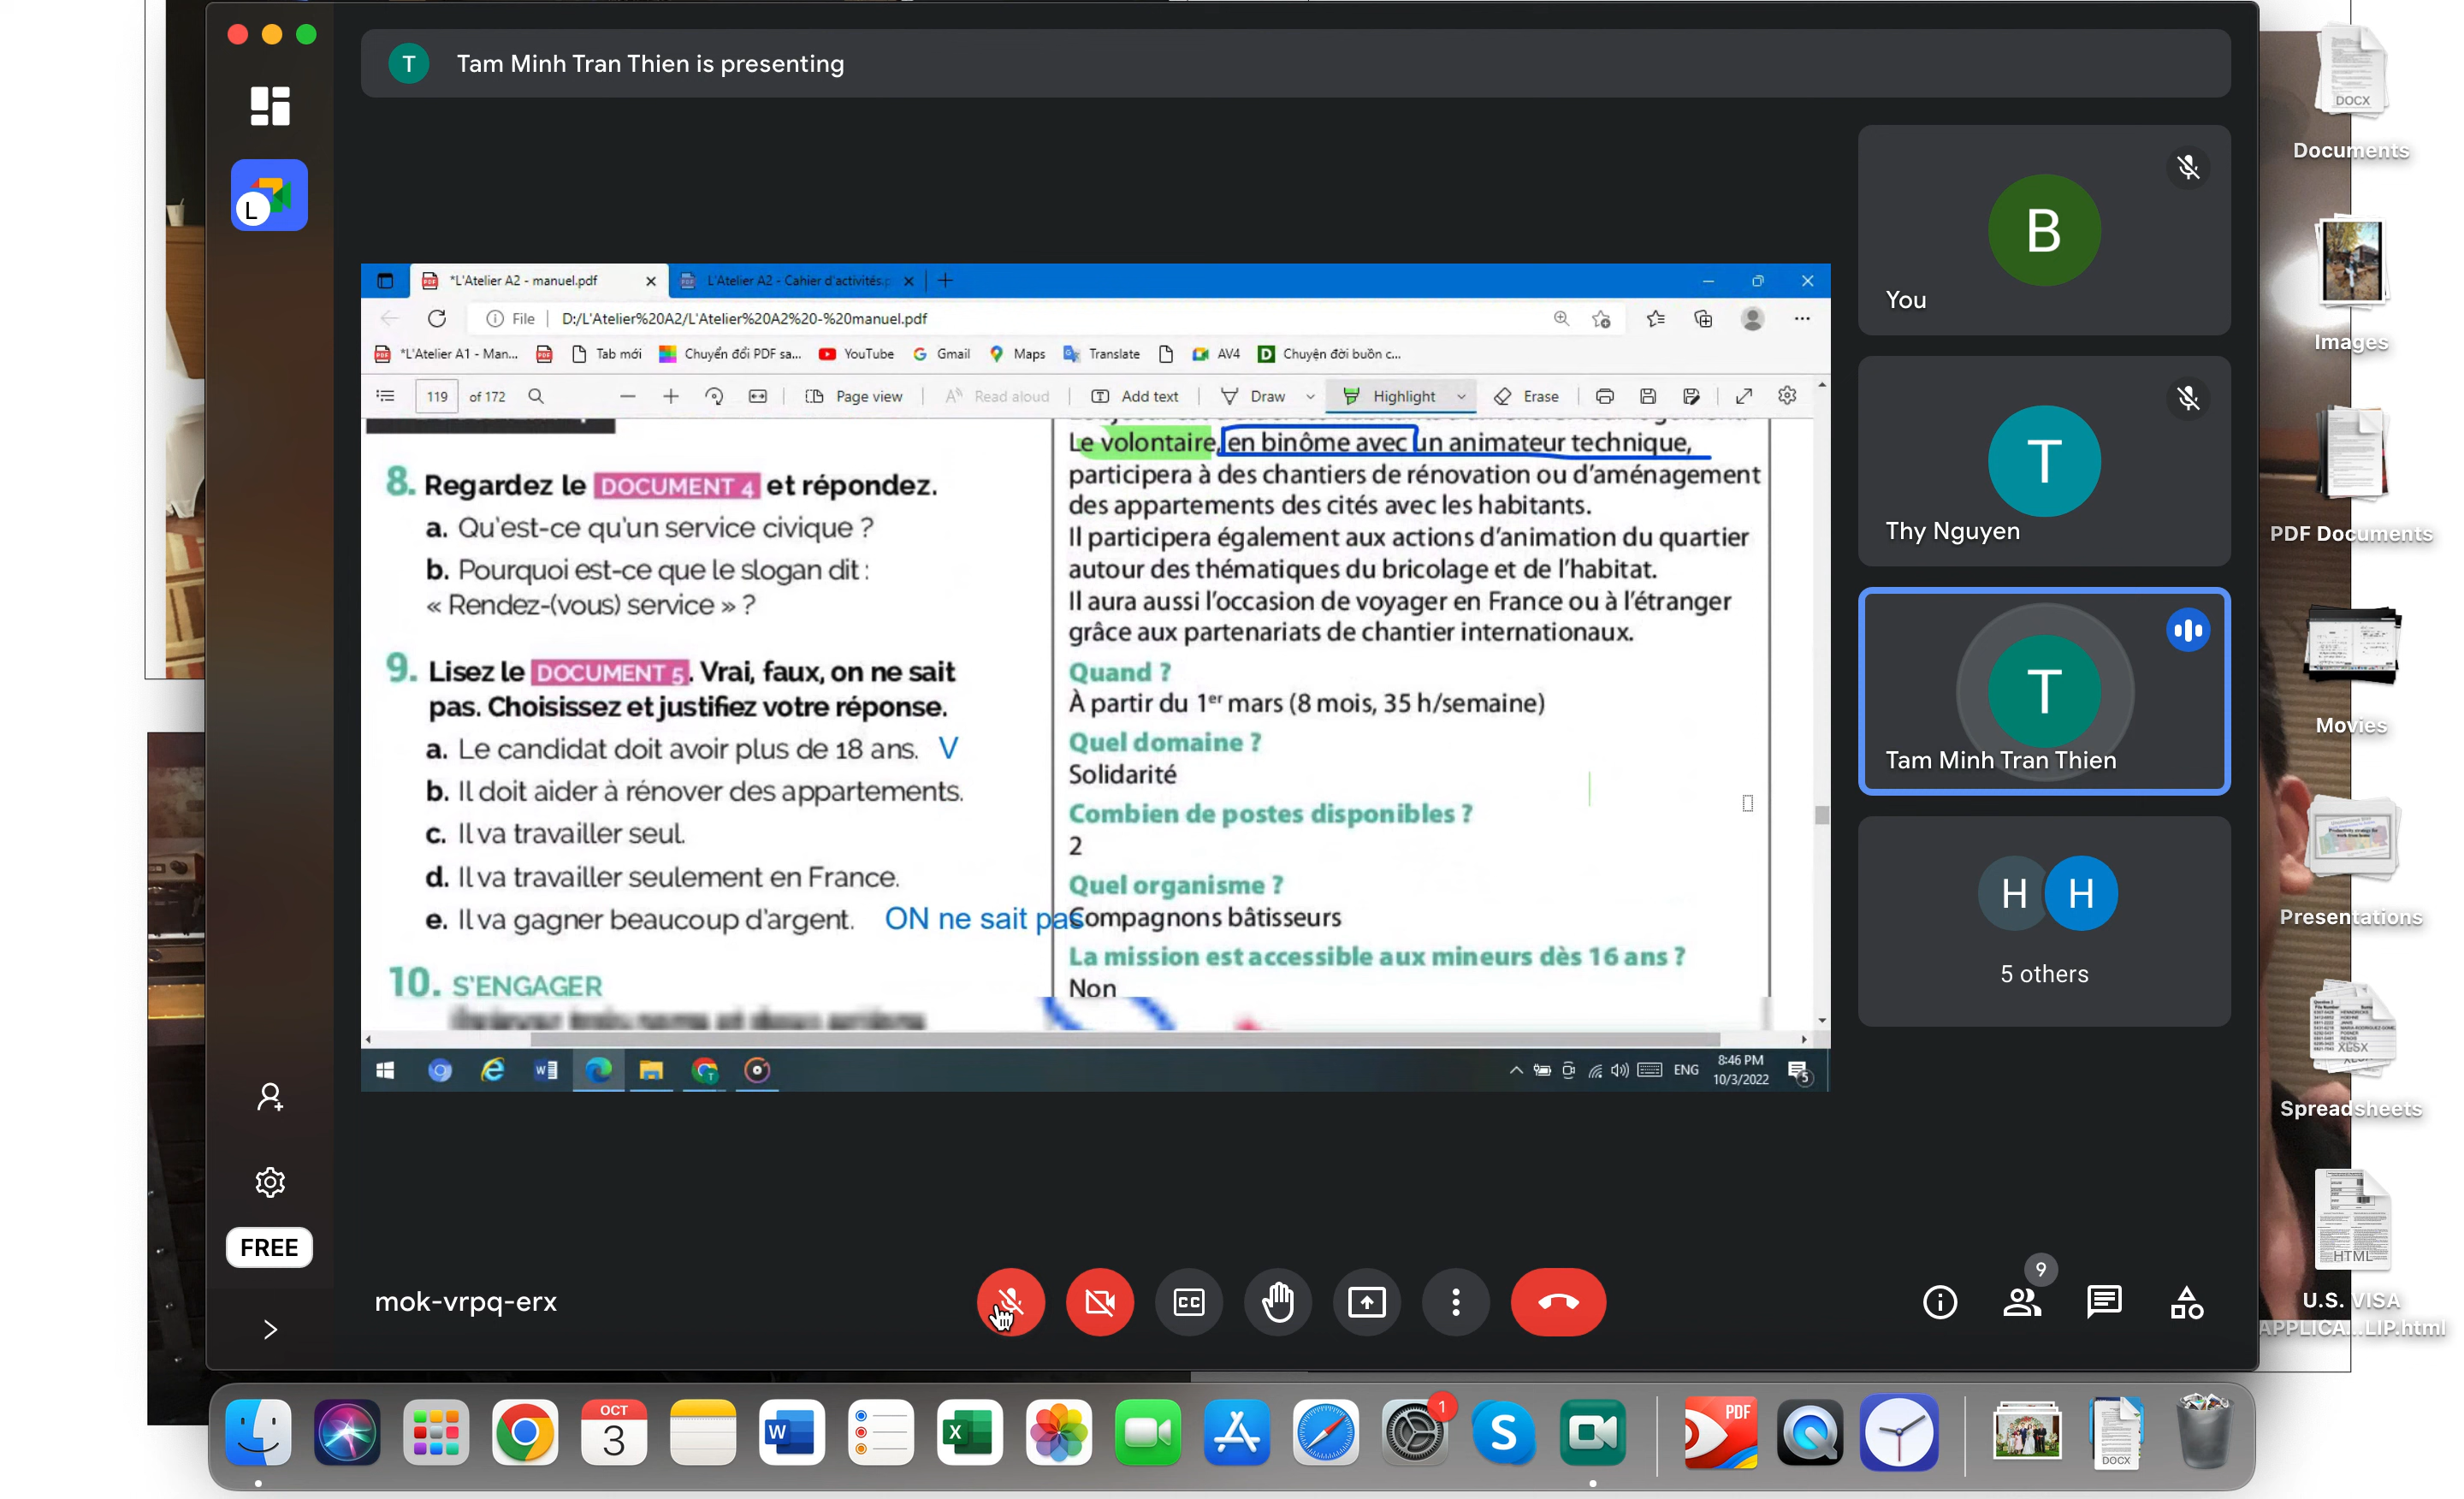 T Tam Minh Tran Thien is presenting
L
*L'Atelier A2 - manuel.pdf
L'Atelier A2 - Cahier d'activités.p
File D:/L'Atelier%20A2/L'Atelier%20A2%20-%20manuel.pdf
*L'Atelier A1 - Man...
Tab mới
Chuyển đổi PDF sa...
YouTube
Gmail
Maps
Translate
AV4
D Chuyện đời buồn c...
119 of 172
Page view
Read aloud
Add text
Draw
Highlight
Erase
8. Regardez le DOCUMENT 4 et répondez.
a. Qu'est-ce qu'un service civique ?
b. Pourquoi est-ce que le slogan dit :
« Rendez-(vous) service » ?
9. Lisez le DOCUMENT 5. Vrai, faux, on ne sait
pas. Choisissez et justifiez votre réponse.
a. Le candidat doit avoir plus de 18 ans. V
b. Il doit aider à rénover des appartements.
c. Il va travailler seul.
d. Il va travailler seulement en France.
e. Il va gagner beaucoup d'argent. ON ne sait pas
10. S'ENGAGER
Le volontaire, en binôme avec un animateur technique,
participera à des chantiers de rénovation ou d'aménagement
des appartements des cités avec les habitants.
Il participera également aux actions d'animation du quartier
autour des thématiques du bricolage et de l'habitat.
Il aura aussi l'occasion de voyager en France ou à l'étranger
grâce aux partenariats de chantier internationaux.
Quand ?
À partir du 1er mars (8 mois, 35 h/semaine)
Quel domaine ?
Solidarité
Combien de postes disponibles ?
2
Quel organisme ?
Compagnons bâtisseurs
La mission est accessible aux mineurs dès 16 ans ?
Non
ENG
8:46 PM
10/3/2022
5
B
You
T
Thy Nguyen
T
Tam Minh Tran Thien
H H
5 others
FREE
mok-vrpq-erx
CC
9
Documents
DOCX
Images
PDF Documents
Movies
Presentations
XLSX
Spreadsheets
HTML
U.S. VISA
APPLICA...LIP.html
OCT
3
W
X
1
S
PDF
DOCX